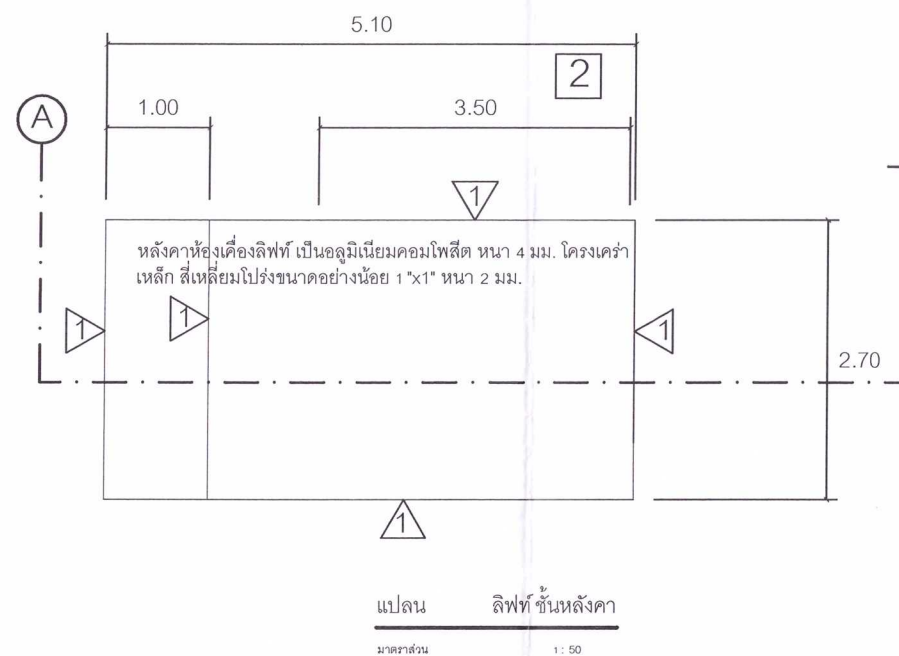 5.10
2
A
1.00
3.50
1
หลังคาห้องเคื่องลิฟท์ เป็นอลูมิเนียมคอมโพสีต หนา 4 มม. โครงเคร่า
เหล็ก สี่เหลี่ยมโปร่งขนาดอย่างน้อย 1"x1" หนา 2 มม.
1
1
1
2.70
1
แปลน ลิฟท์ ชั้นหลังคา
มาตราส่วน 1 : 50